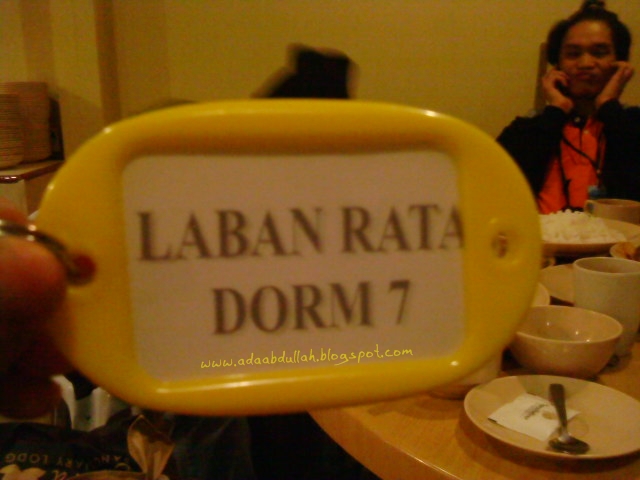 LABAN RATA
DORM 7
www.adaabdullah.blogspot.com